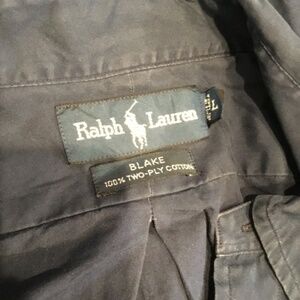 Ralph Lauren
L
BLAKE
100% TWO-PLY COTTON